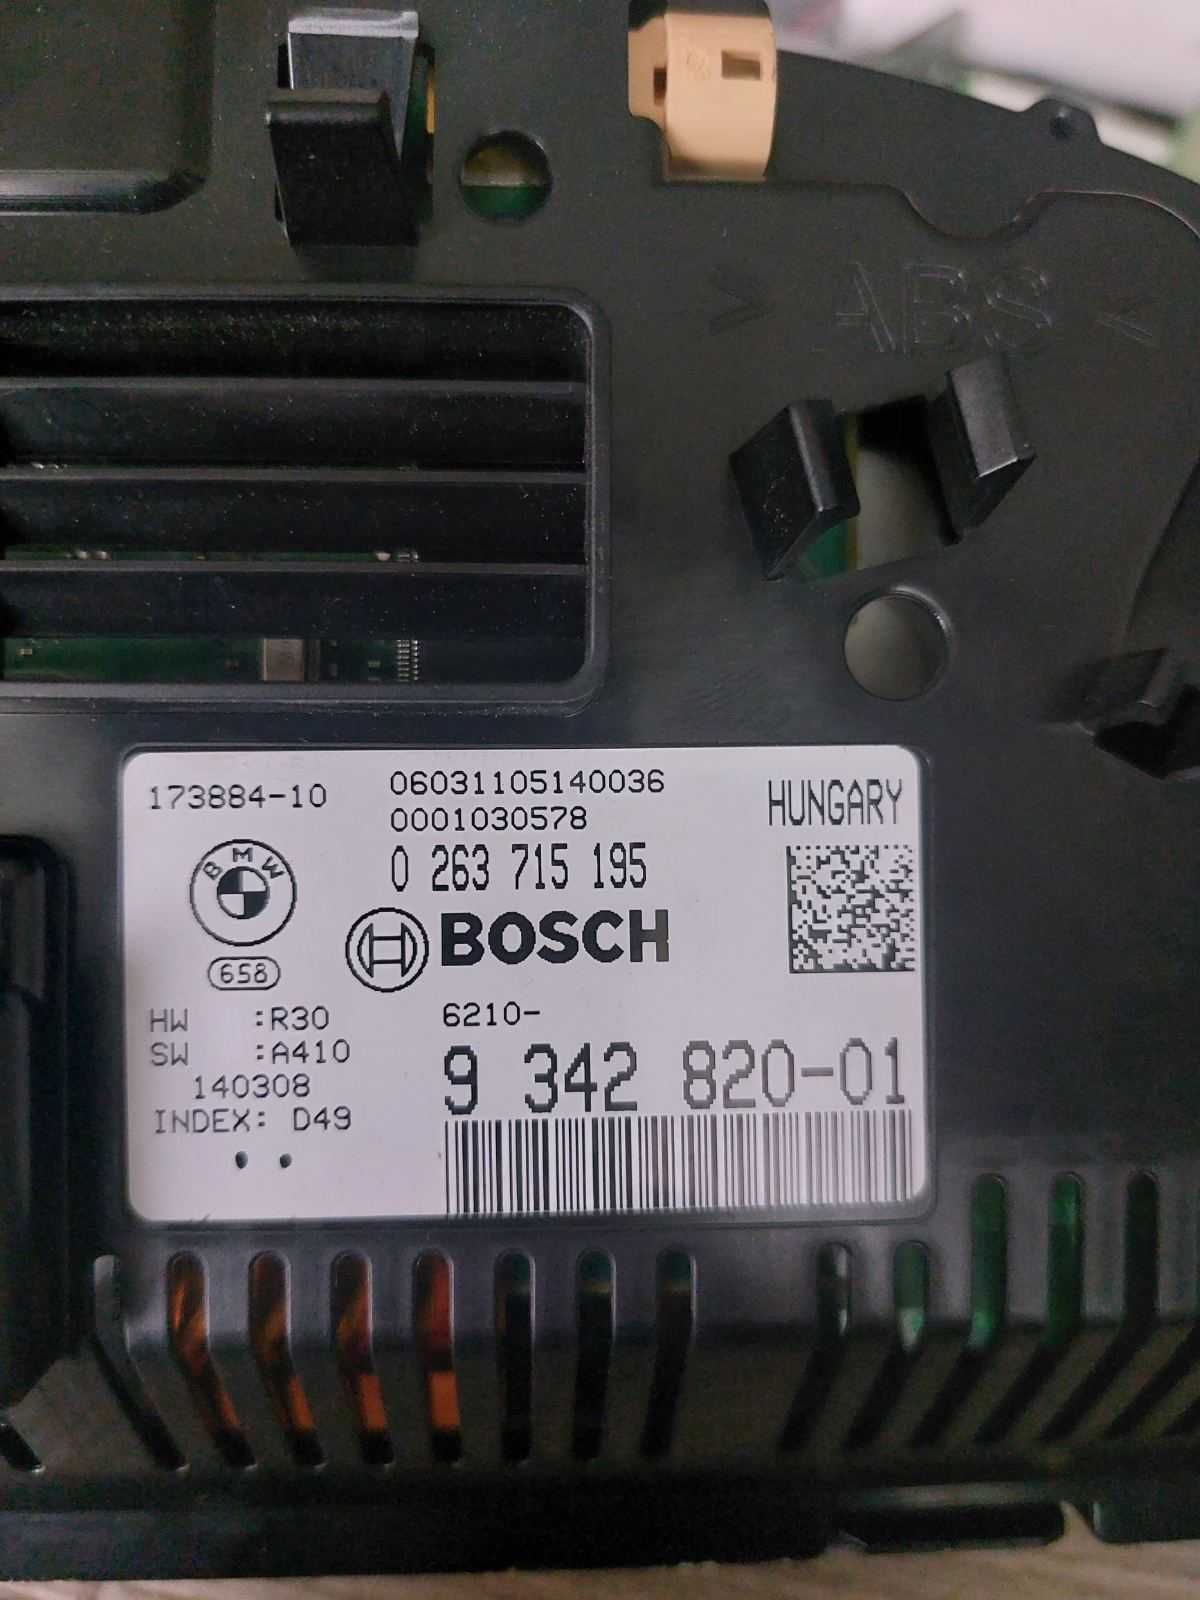 > ABS <
173884-10
06031105140036
0001030578
0 263 715 195
HUNGARY
BMW
658
BOSCH
HW :R30
SW :A410
140308
INDEX: D49
6210-
9 342 820-01